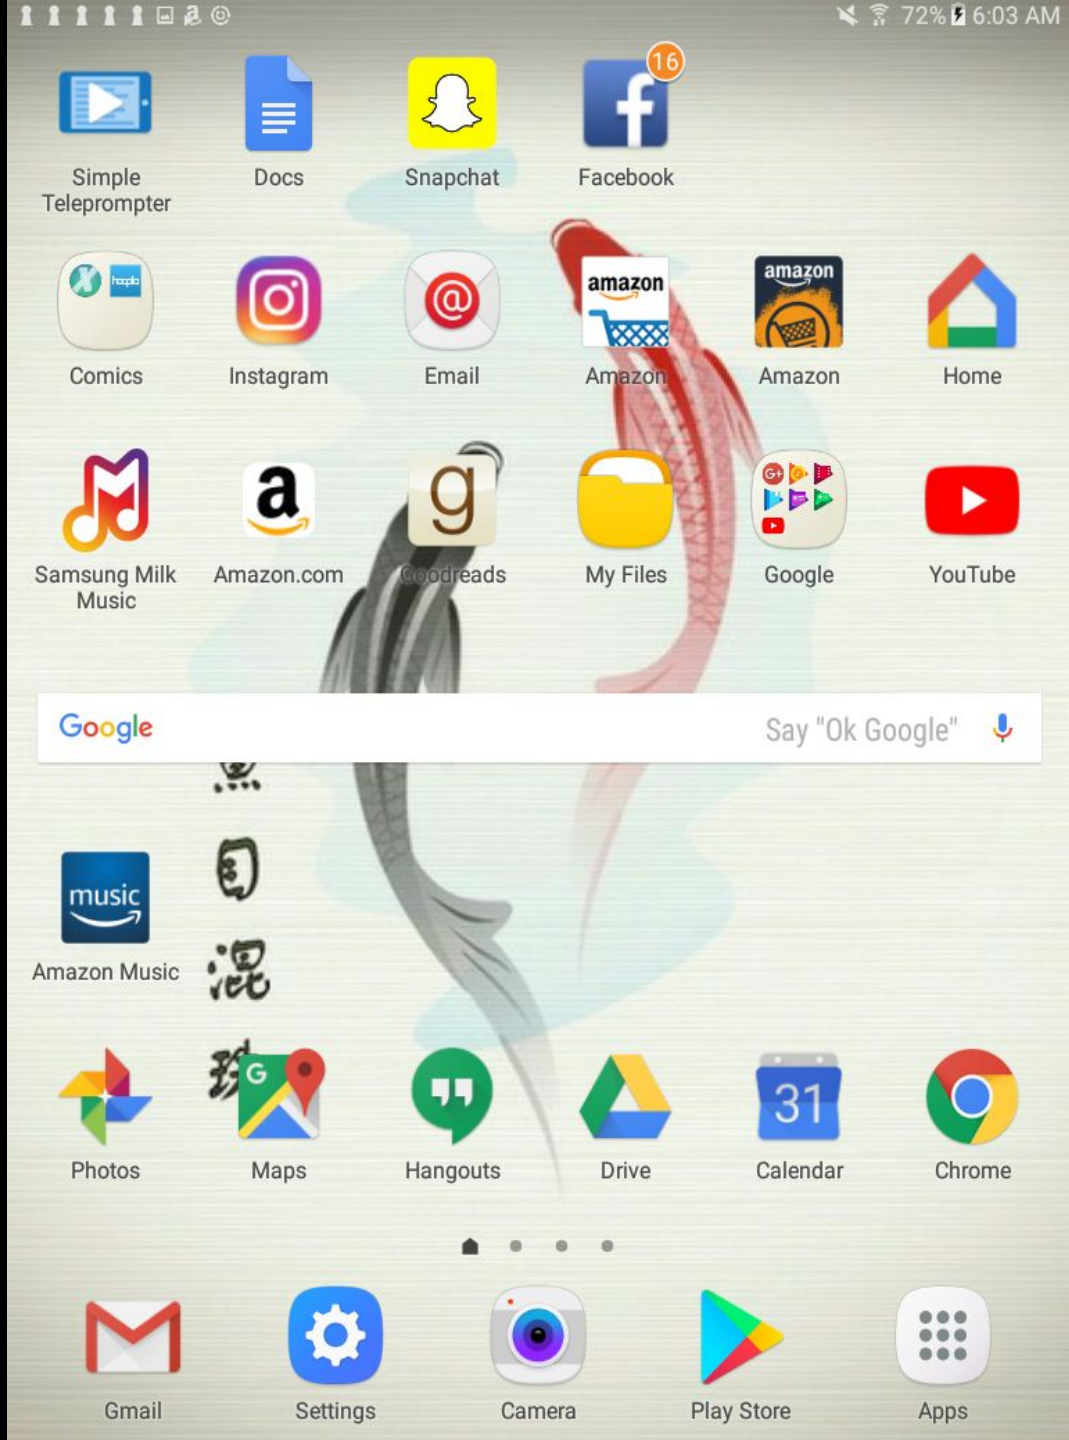 72% 6:03 AM
16
Simple Teleprompter
Docs
Snapchat
Facebook
hoopla
amazon
amazon
Comics
Instagram
Email
Amazon
Amazon
Home
a
g
G+
Samsung Milk Music
Amazon.com
Goodreads
My Files
Google
YouTube
Google
Say "Ok Google"
music
Amazon Music
混
G
31
Photos
Maps
Hangouts
Drive
Calendar
Chrome
Gmail
Settings
Camera
Play Store
Apps